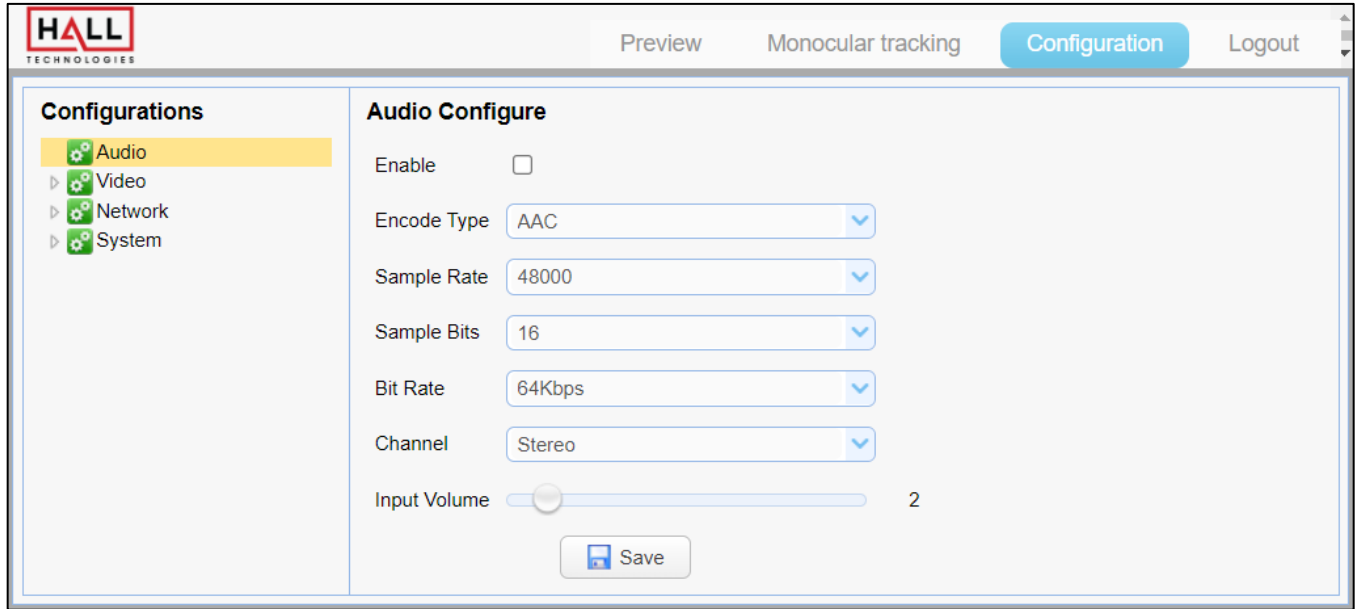 HALL
TECHNOLOGIES
Preview Monocular tracking Configuration Logout
Configurations
Audio
Video
Network
System
Audio Configure
Enable
Encode Type AAC
Sample Rate 48000
Sample Bits 16
Bit Rate 64Kbps
Channel Stereo
Input Volume 2
Save